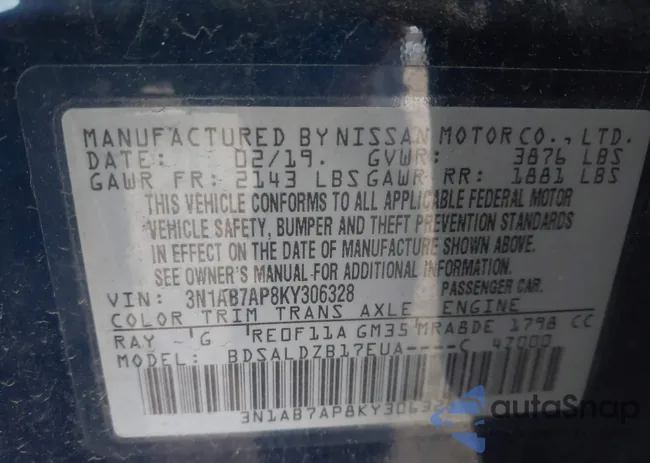 MANUFACTURED BY NISSAN MOTOR CO., LTD.
DATE: 02/19. GVWR: 3876 LBS
GAWR FR: 2143 LBS GAWR RR: 1881 LBS
THIS VEHICLE CONFORMS TO ALL APPLICABLE FEDERAL MOTOR
VEHICLE SAFETY, BUMPER AND THEFT PREVENTION STANDARDS
IN EFFECT ON THE DATE OF MANUFACTURE SHOWN ABOVE.
SEE OWNER'S MANUAL FOR ADDITIONAL INFORMATION.
VIN: 3N1AB7AP8KY306328 PASSENGER CAR.
COLOR TRIM TRANS AXLE ENGINE
RAY G RE0F11A GM35 MRA8DE 1798 CC
MODEL: BDSALDZB17EUA----C 4Z000
3N1AB7AP8KY30632
autoSnap